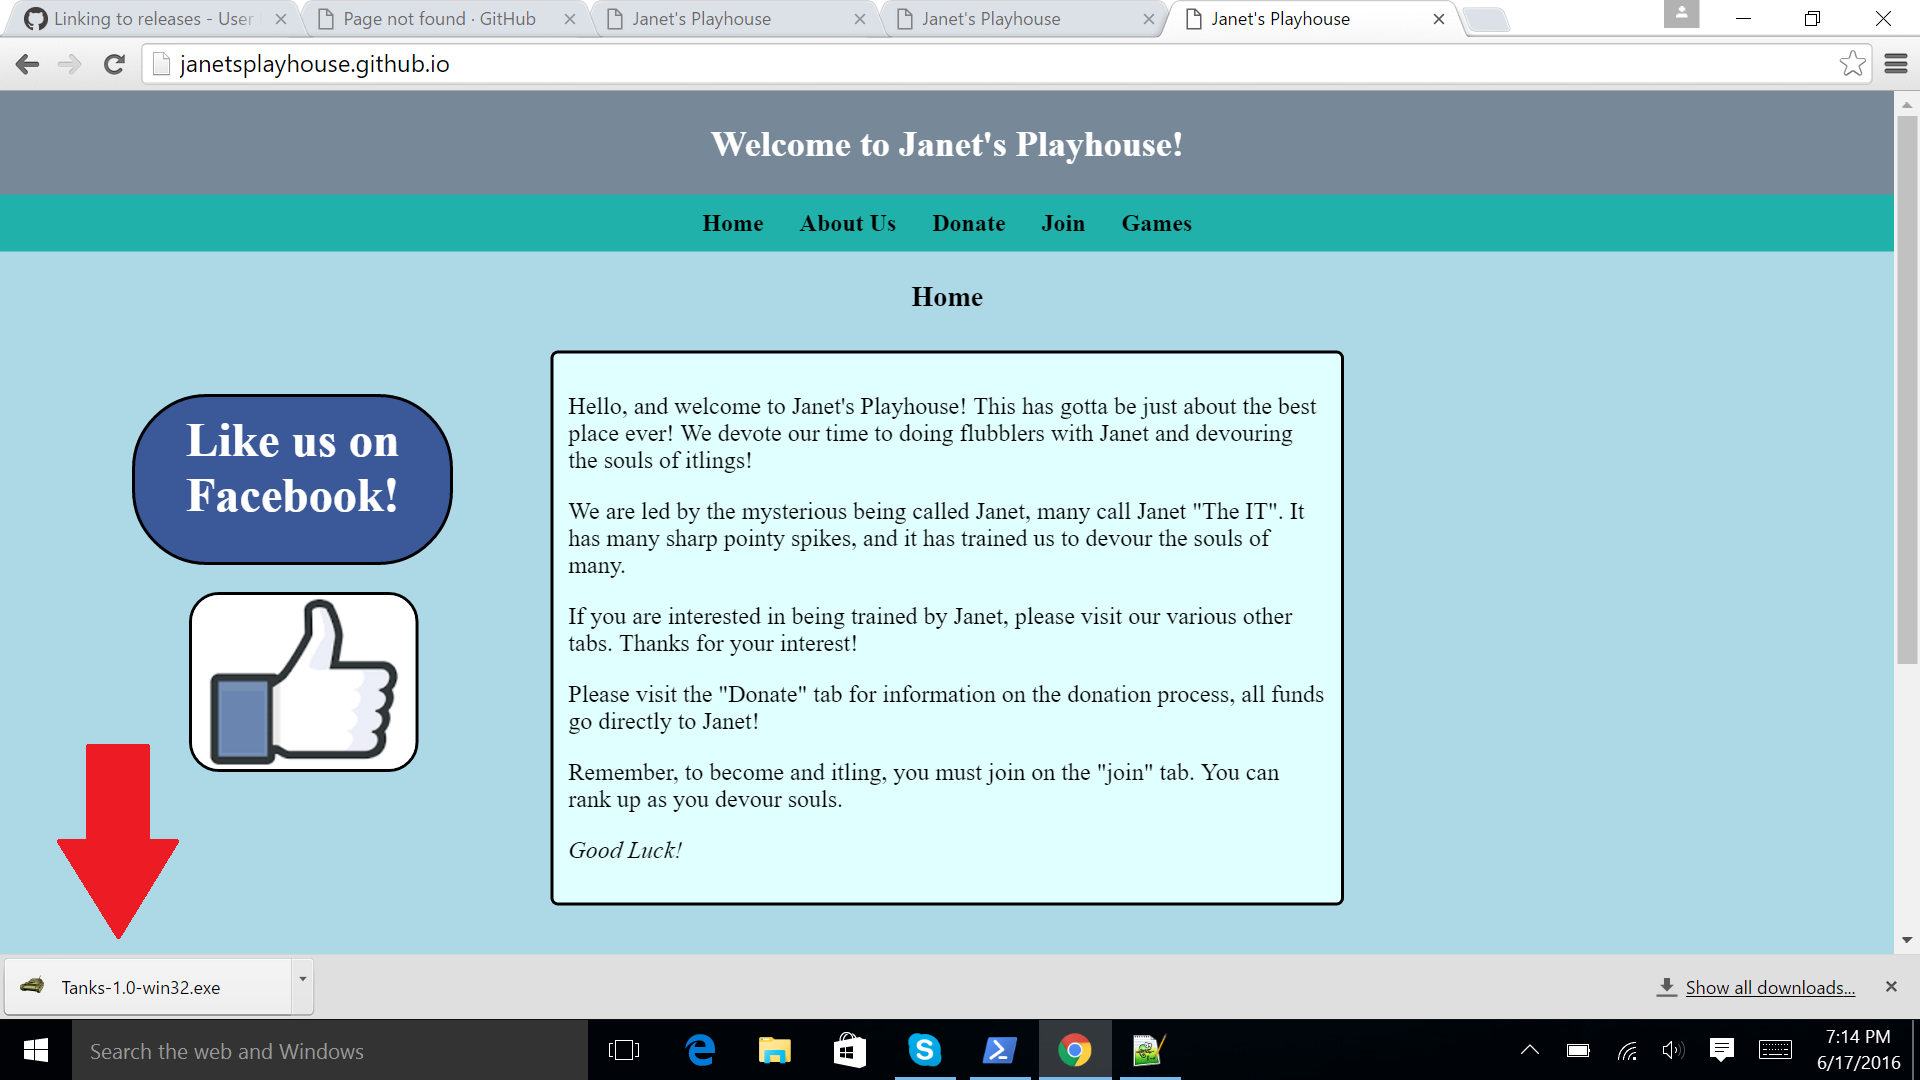 Linking to releases - User
Page not found · GitHub
Janet's Playhouse
Janet's Playhouse
Janet's Playhouse
janetsplayhouse.github.io
Welcome to Janet's Playhouse!
Home About Us Donate Join Games
Home
Like us on
Facebook!
Hello, and welcome to Janet's Playhouse! This has gotta be just about the best
place ever! We devote our time to doing flubblers with Janet and devouring
the souls of itlings!
We are led by the mysterious being called Janet, many call Janet "The IT". It
has many sharp pointy spikes, and it has trained us to devour the souls of
many.
If you are interested in being trained by Janet, please visit our various other
tabs. Thanks for your interest!
Please visit the "Donate" tab for information on the donation process, all funds
go directly to Janet!
Remember, to become and itling, you must join on the "join" tab. You can
rank up as you devour souls.
Good Luck!
Tanks-1.0-win32.exe
Show all downloads...
Search the web and Windows
7:14 PM
6/17/2016